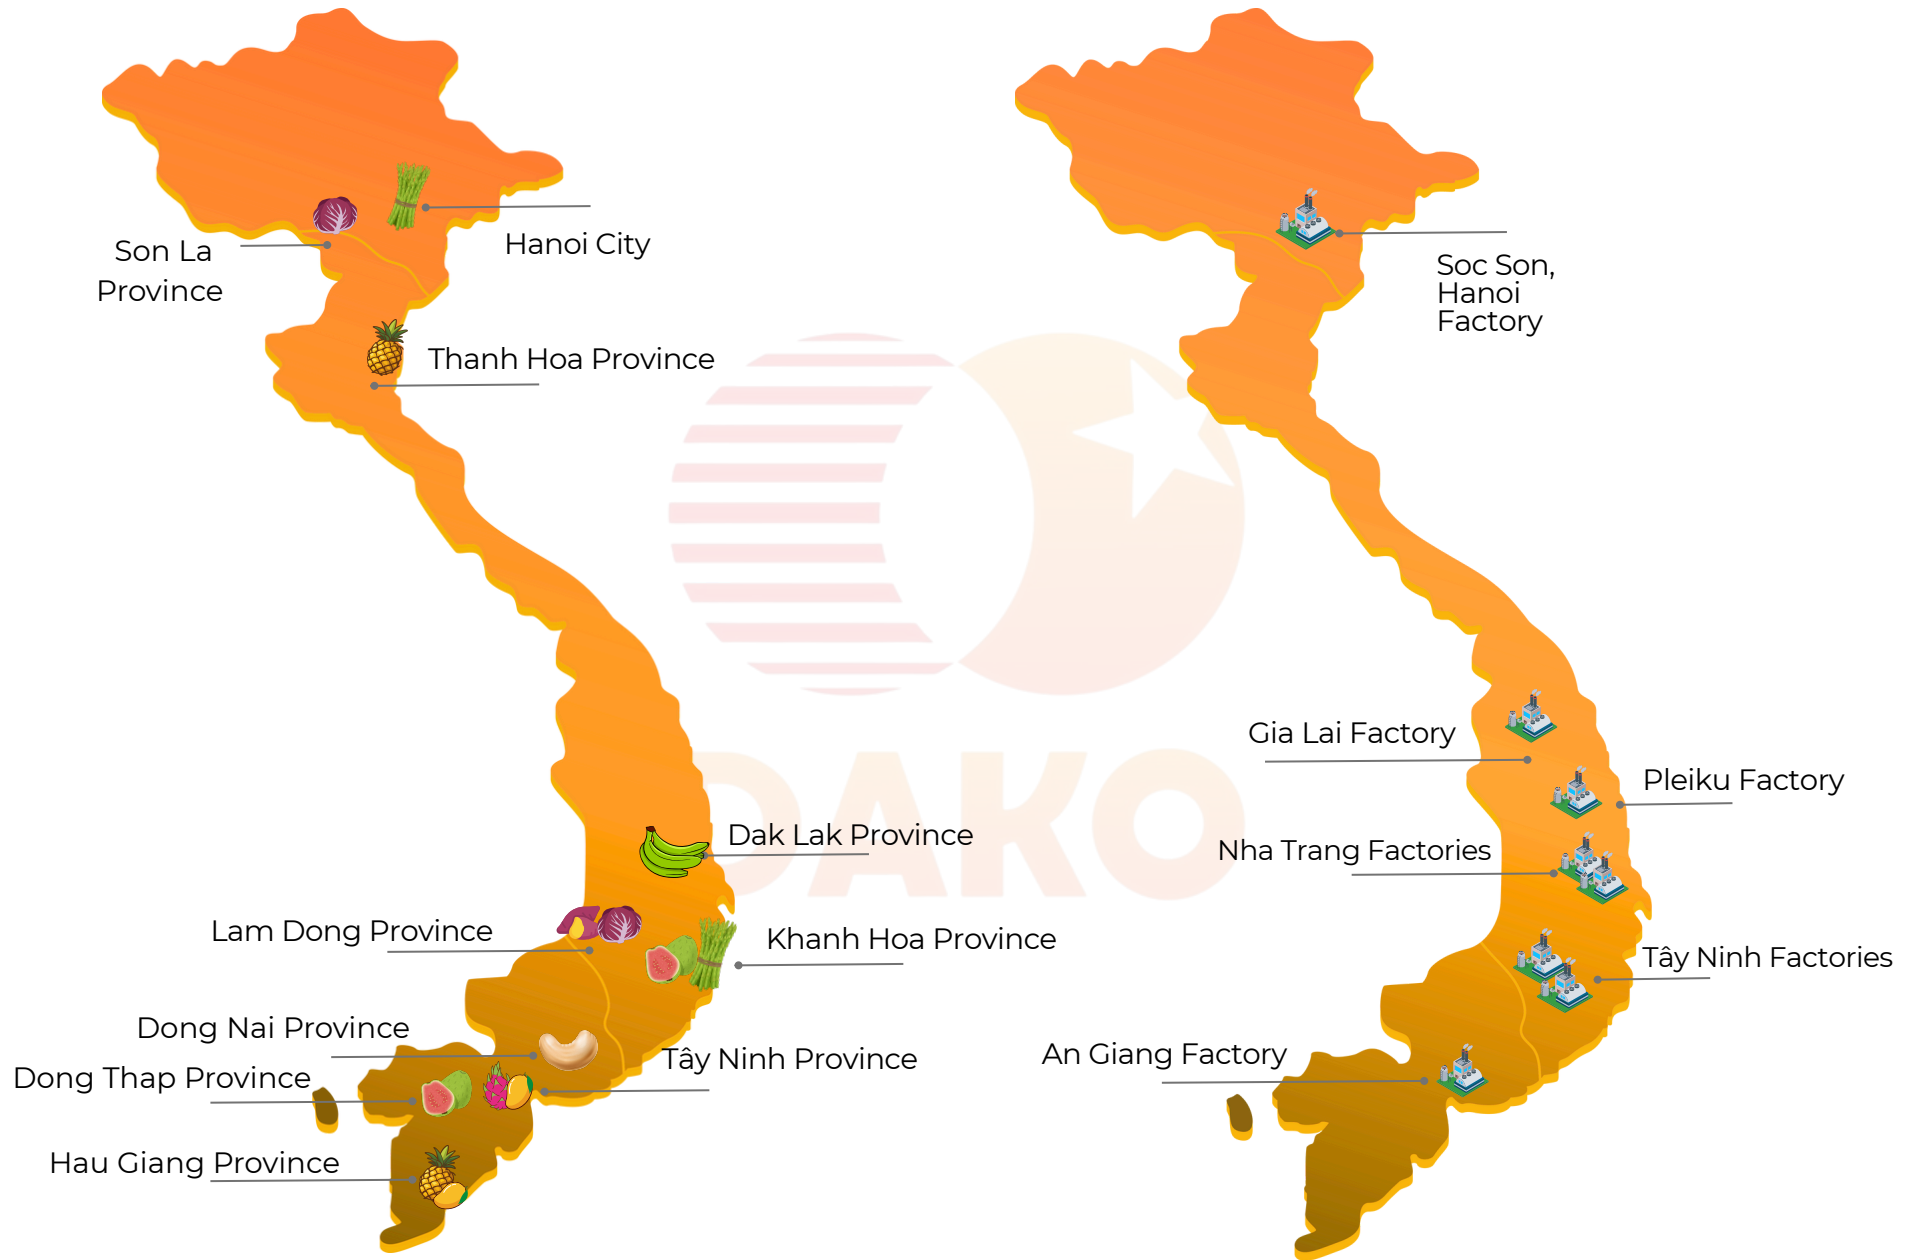 Son La
Province
Hanoi City
Thanh Hoa Province
Dak Lak Province
Lam Dong Province
Khanh Hoa Province
Dong Nai Province
Tây Ninh Province
Dong Thap Province
Hau Giang Province
DAKO
Soc Son,
Hanoi
Factory
Gia Lai Factory
Pleiku Factory
Nha Trang Factories
Tây Ninh Factories
An Giang Factory